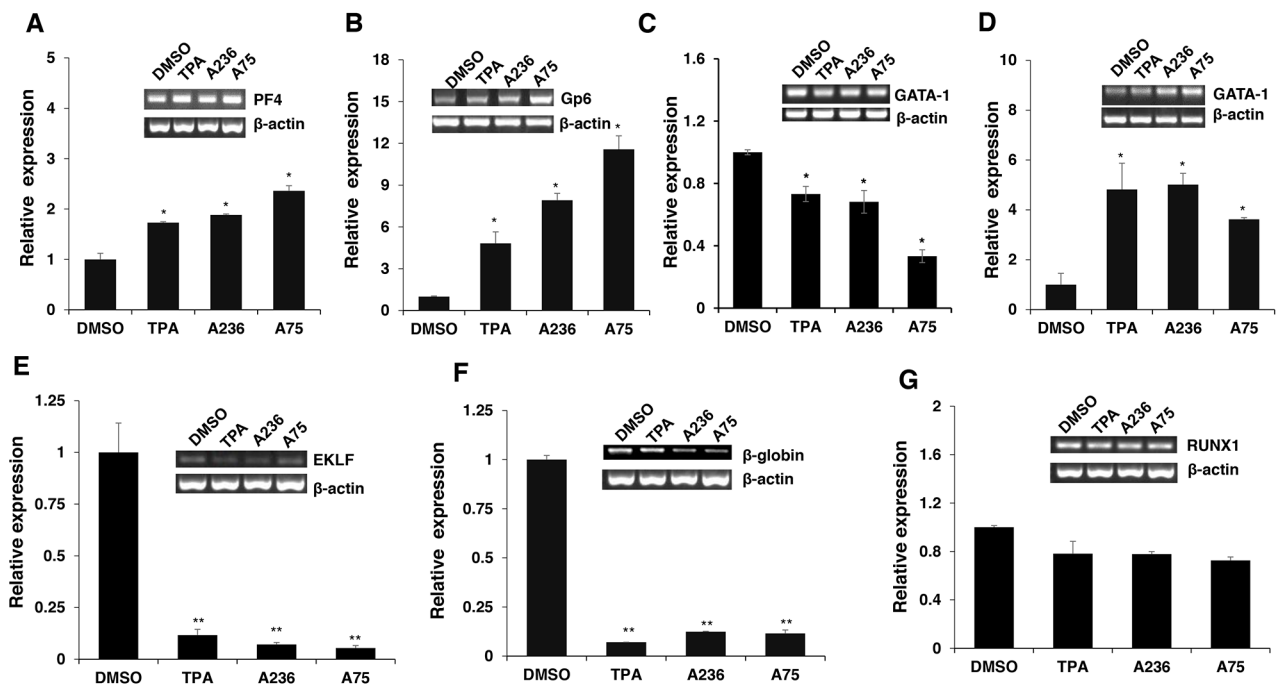 A
Relative expression
5
4
3
2
1
0
DMSO
TPA
A236
A75
PF4
β-actin
*
*
*
DMSO TPA A236 A75
B
Relative expression
18
15
12
9
6
3
0
DMSO
TPA
A236
A75
Gp6
β-actin
*
*
*
DMSO TPA A236 A75
C
Relative expression
1.6
1.2
0.8
0.4
0
DMSO
TPA
A236
A75
GATA-1
β-actin
*
*
*
DMSO TPA A236 A75
D
Relative expression
10
8
6
4
2
0
DMSO
TPA
A236
A75
GATA-1
β-actin
*
*
*
DMSO TPA A236 A75
E
Relative expression
1.25
1
0.75
0.5
0.25
0
DMSO
TPA
A236
A75
EKLF
β-actin
**
**
**
DMSO TPA A236 A75
F
Relative expression
1.25
1
0.75
0.5
0.25
0
DMSO
TPA
A236
A75
β-globin
β-actin
**
**
**
DMSO TPA A236 A75
G
Relative expression
2
1.6
1.2
0.8
0.4
0
DMSO
TPA
A236
A75
RUNX1
β-actin
DMSO TPA A236 A75